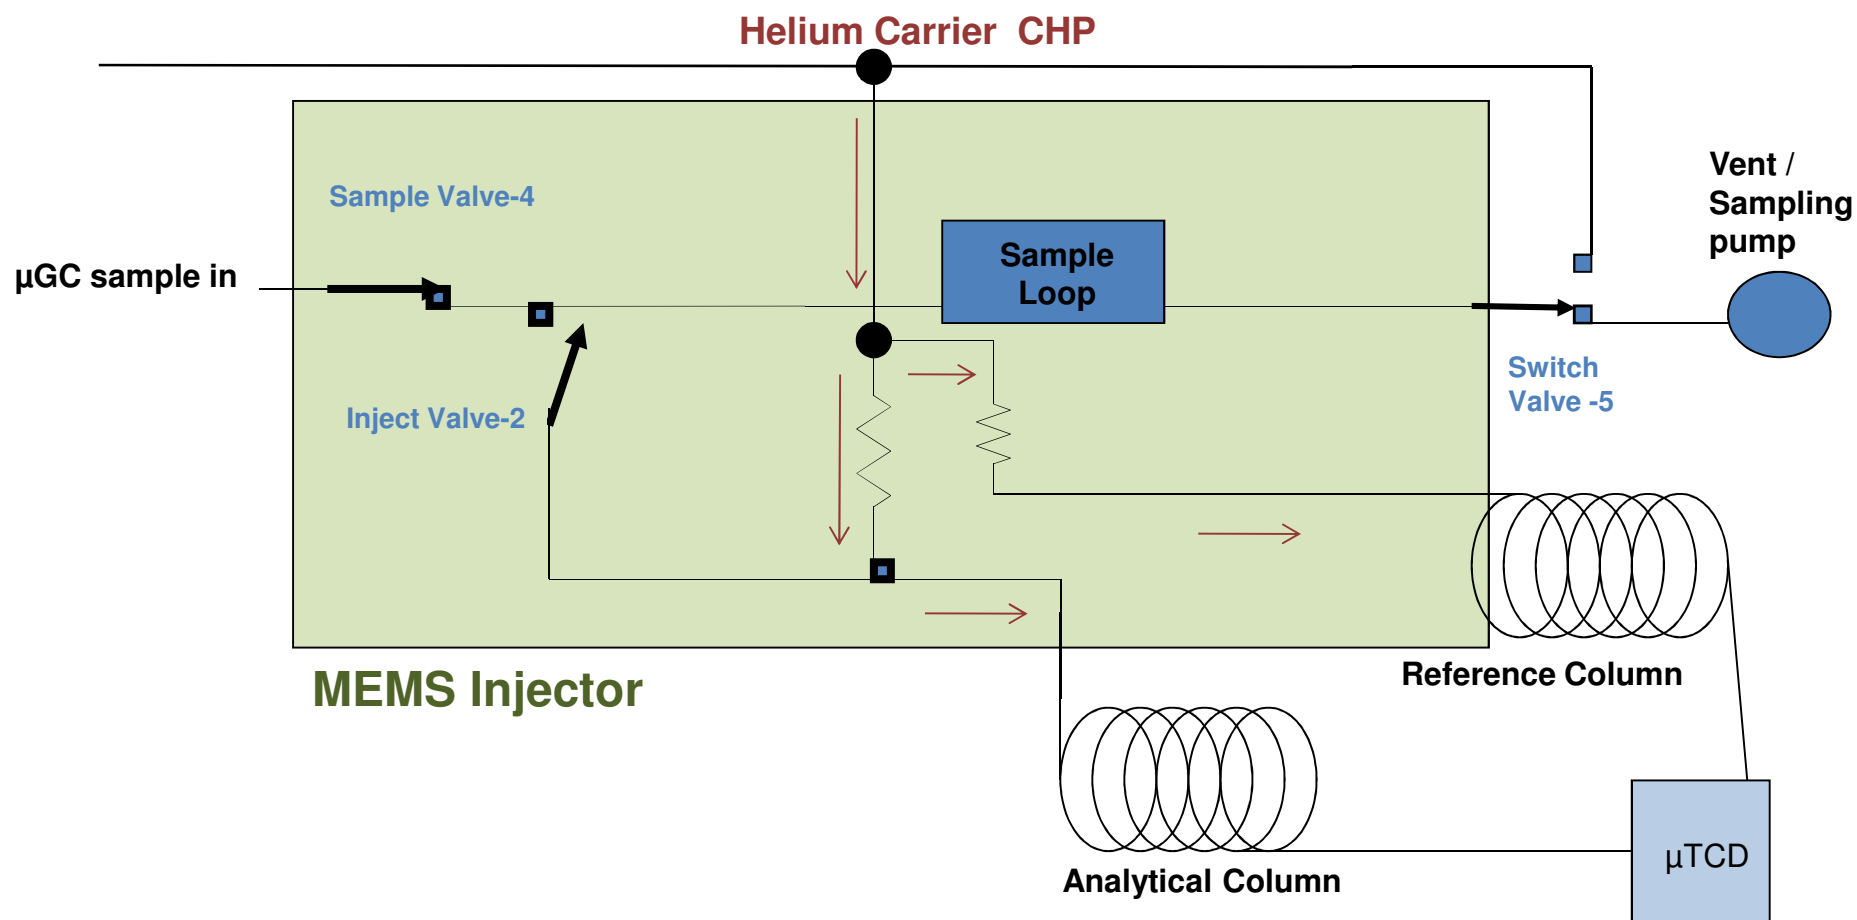 Helium Carrier CHP
Vent /
Sampling
pump
Sample Valve-4
Sample
Loop
µGC sample in
Switch
Valve -5
Inject Valve-2
MEMS Injector
Reference Column
µTCD
Analytical Column